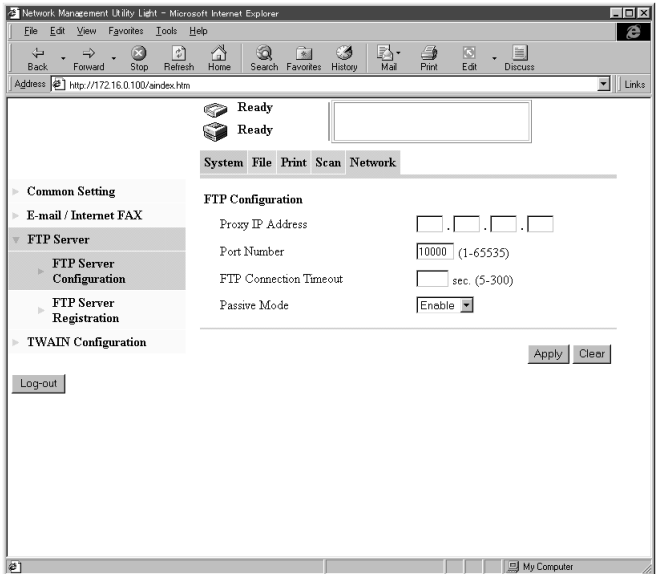 Network Management Utility Light - Microsoft Internet Explorer
File Edit View Favorites Tools Help
Back Forward Stop Refresh Home Search Favorites History Mail Print Edit Discuss
Address http://172.16.0.100/aindex.htm Links
Ready
Ready
System File Print Scan Network
Common Setting
E-mail / Internet FAX
FTP Server
FTP Server
Configuration
FTP Server
Registration
TWAIN Configuration
Log-out
FTP Configuration
Proxy IP Address . . .
Port Number 10000 (1-65535)
FTP Connection Timeout sec. (5-300)
Passive Mode Enable
Apply Clear
My Computer